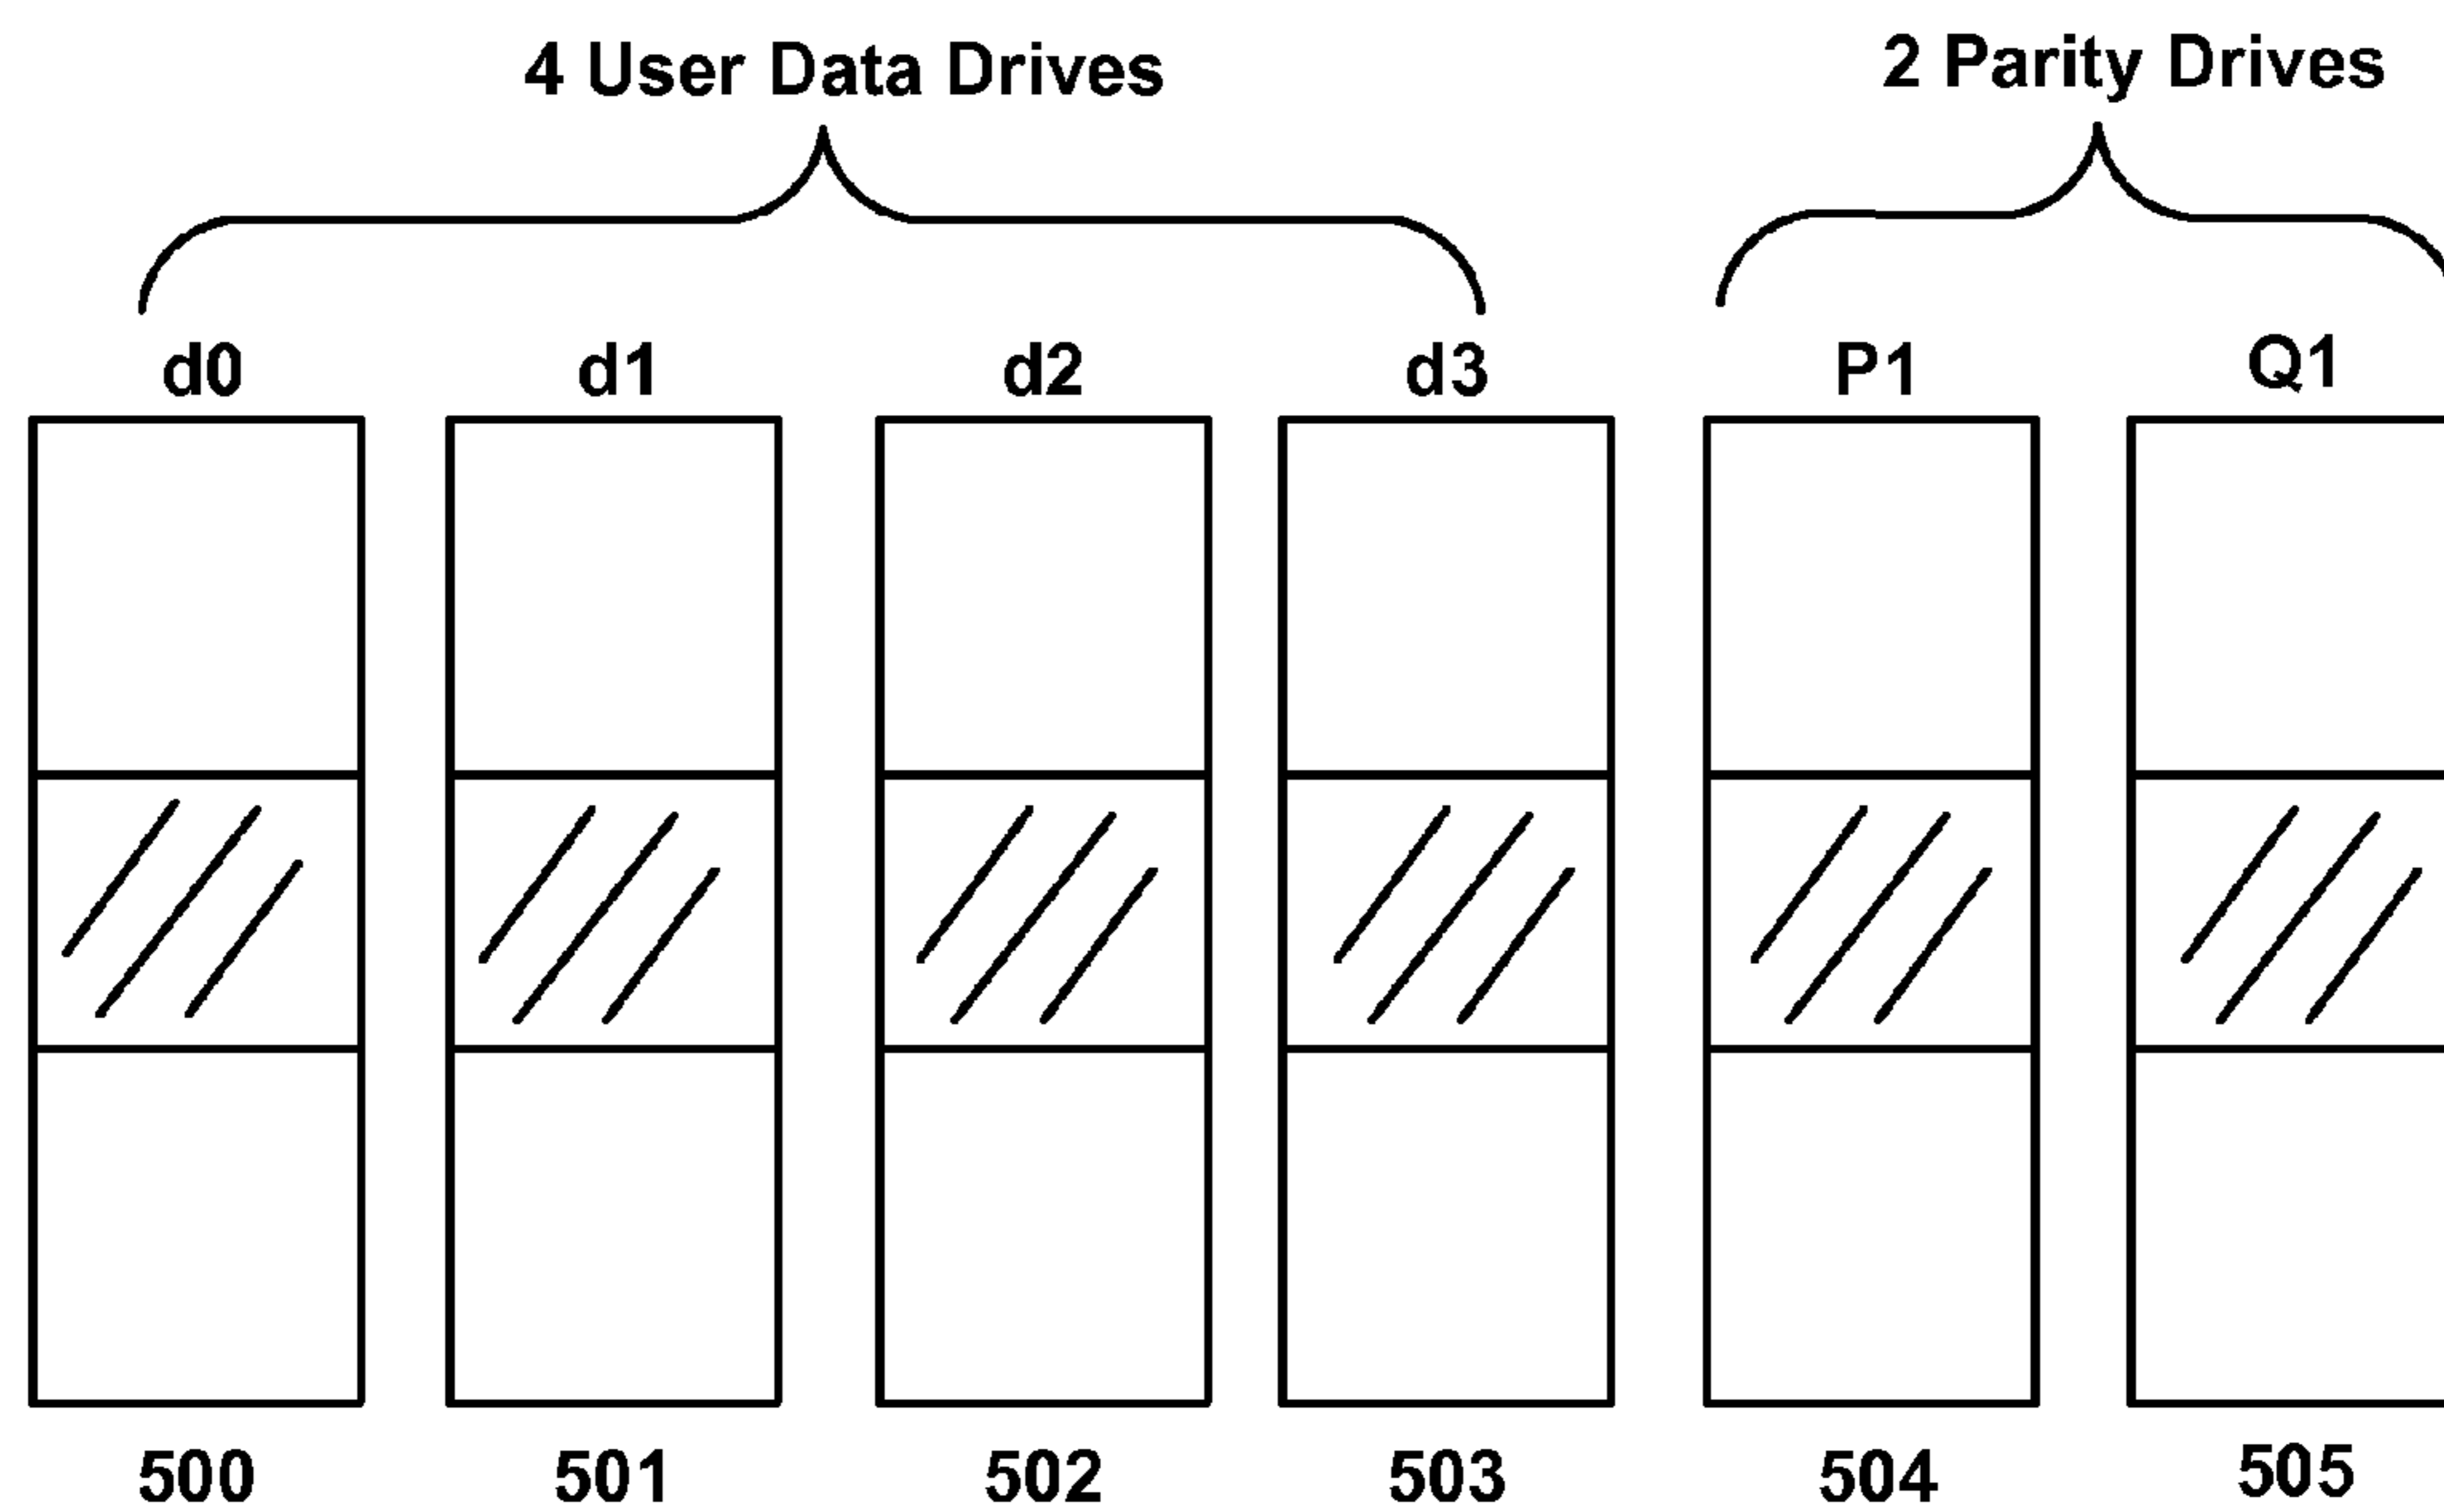 4 User Data Drives 2 Parity Drives
d0 d1 d2 d3 P1 Q1
500 501 502 503 504 505